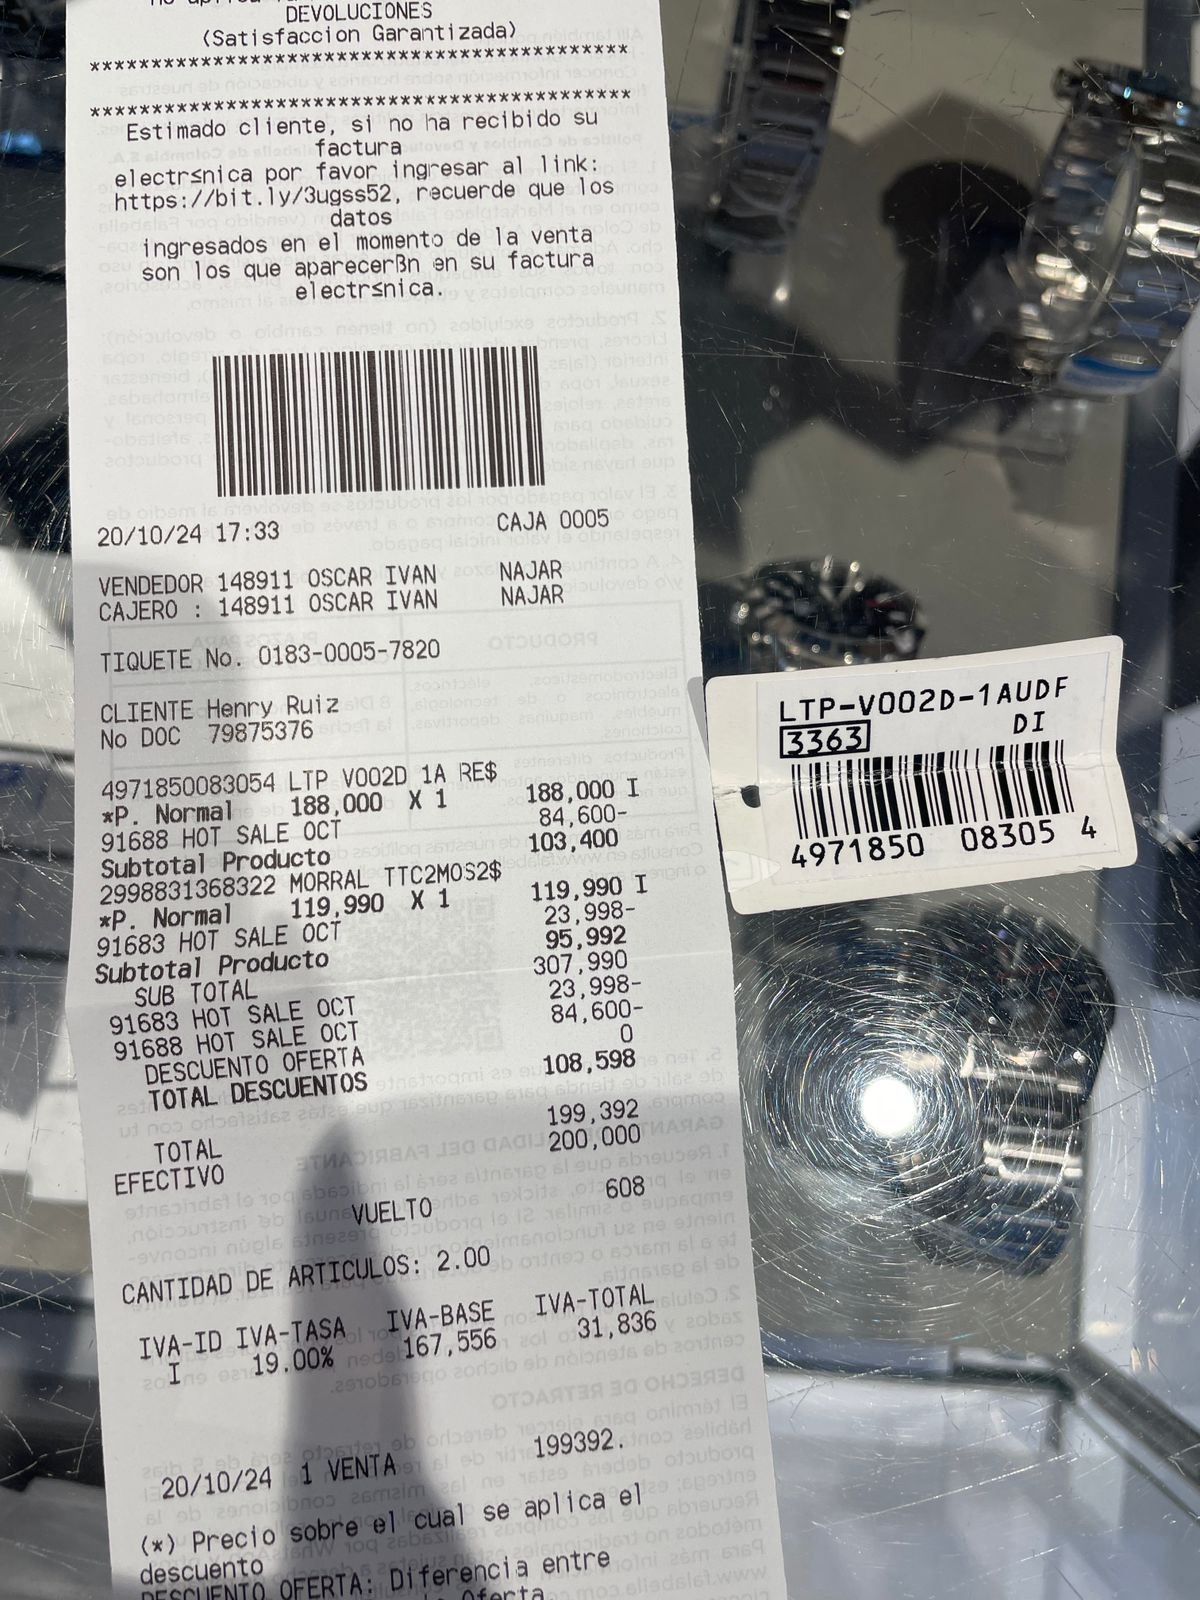 DEVOLUCIONES
(Satisfaccion Garantizada)
********************************************
********************************************
Estimado cliente, si no ha recibido su
factura
electr≤nica por favor ingresar al link:
https://bit.ly/3ugss52, recuerde que los
datos
ingresados en el momento de la venta
son los que aparecerßn en su factura
electr≤nica.
20/10/24 17:33 CAJA 0005
VENDEDOR 148911 OSCAR IVAN NAJAR
CAJERO : 148911 OSCAR IVAN NAJAR
TIQUETE No. 0183-0005-7820
CLIENTE Henry Ruiz
No DOC 79875376
4971850083054 LTP V002D 1A RE$
*P. Normal 188,000 X 1 188,000 I
91688 HOT SALE OCT 84,600-
Subtotal Producto 103,400
2998831368322 MORRAL TTC2MOS2$
*P. Normal 119,990 X 1 119,990 I
91683 HOT SALE OCT 23,998-
Subtotal Producto 95,992
SUB TOTAL 307,990
91683 HOT SALE OCT 23,998-
91688 HOT SALE OCT 84,600-
DESCUENTO OFERTA 0
TOTAL DESCUENTOS 108,598
TOTAL 199,392
EFECTIVO 200,000
VUELTO 608
CANTIDAD DE ARTICULOS: 2.00
IVA-ID IVA-TASA IVA-BASE IVA-TOTAL
I 19.00% 167,556 31,836
20/10/24 1 VENTA 199392.
(*) Precio sobre el cual se aplica el
descuento
DESCUENTO OFERTA: Diferencia entre
Oferta.
LTP-V002D-1AUDF
3363 DI
4971850 08305 4